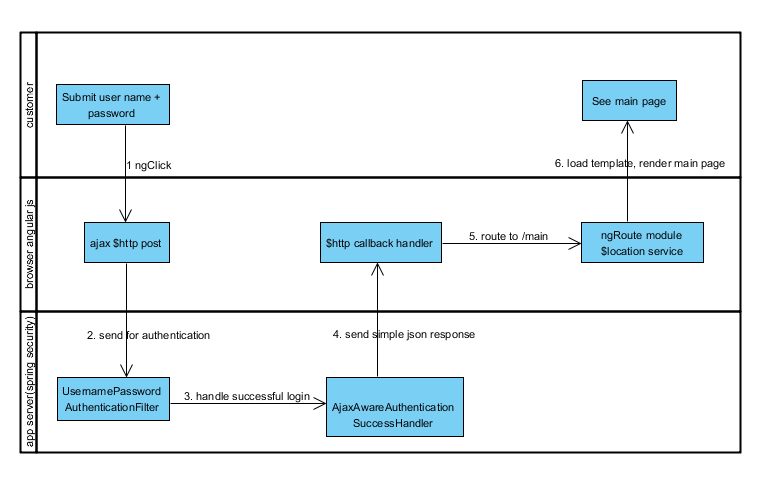 customer
Submit user name +
password
See main page
1 ngClick
6. load template, render main page
browser angular js
ajax $http post
$http callback handler
5. route to /main
ngRoute module
$location service
app server(spring security)
2. send for authentication
4. send simple json response
UsernamePassword
AuthenticationFilter
3. handle successful login
AjaxAwareAuthentication
SuccessHandler